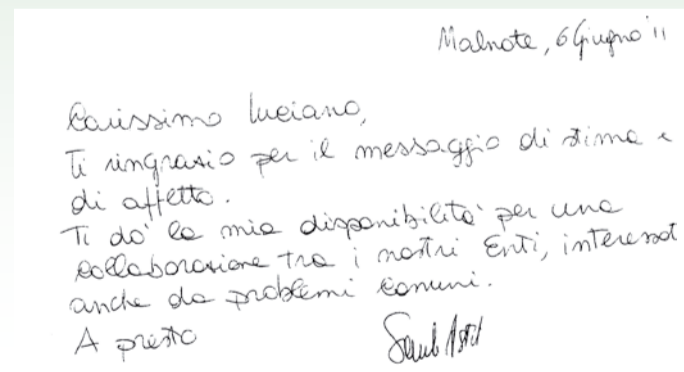 Malnate, 6 Giugno '11
Carissimo Luciano,
Ti ringrazio per il messaggio di stima e
di affetto.
Ti do' la mia disponibilità per una
collaborazione tra i nostri Enti, interessat
anche da problemi comuni.
A presto